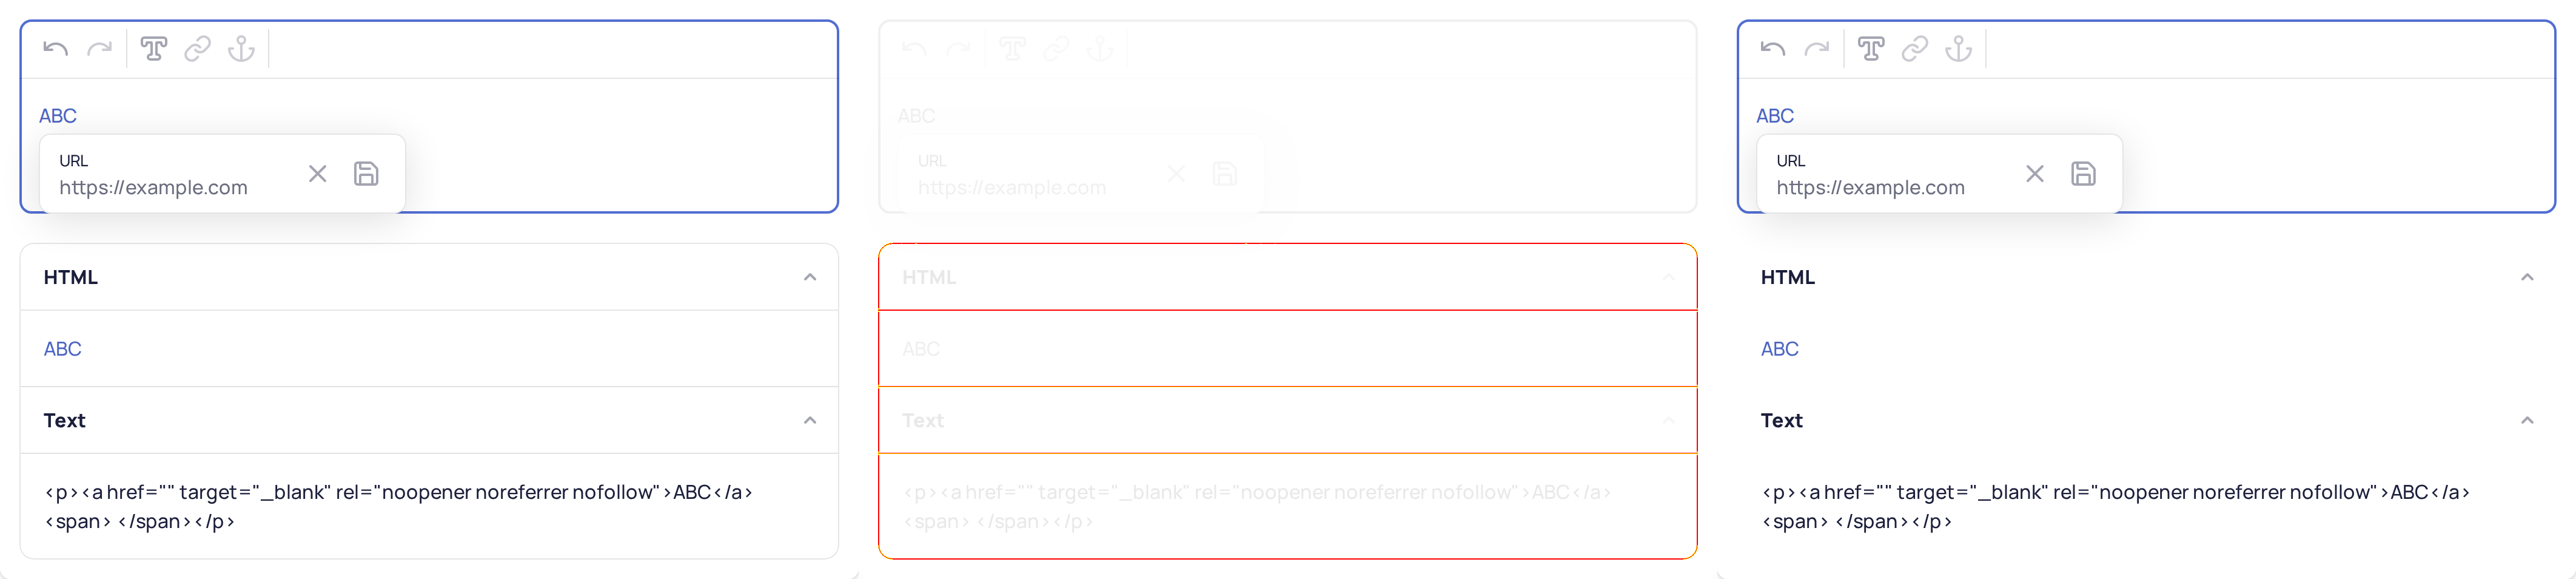 ABC
URL
https://example.com
HTML
ABC
Text
<p><a href="" target="_blank" rel="noopener noreferrer nofollow">ABC</a>
<span> </span></p>
ABC
URL
https://example.com
HTML
ABC
Text
<p><a href="" target="_blank" rel="noopener noreferrer nofollow">ABC</a>
<span> </span></p>
ABC
URL
https://example.com
HTML
ABC
Text
<p><a href="" target="_blank" rel="noopener noreferrer nofollow">ABC</a>
<span> </span></p>